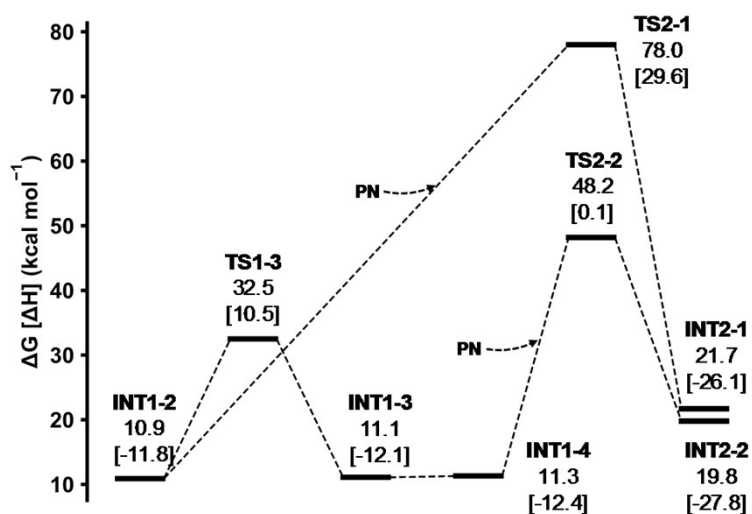 ΔG [ΔH] (kcal mol⁻¹)
80
70
60
50
40
30
20
10
TS2-1
78.0
[29.6]
TS2-2
48.2
[0.1]
PN
TS1-3
32.5
[10.5]
PN
INT1-2
10.9
[-11.8]
INT1-3
11.1
[-12.1]
INT1-4
11.3
[-12.4]
INT2-1
21.7
[-26.1]
INT2-2
19.8
[-27.8]